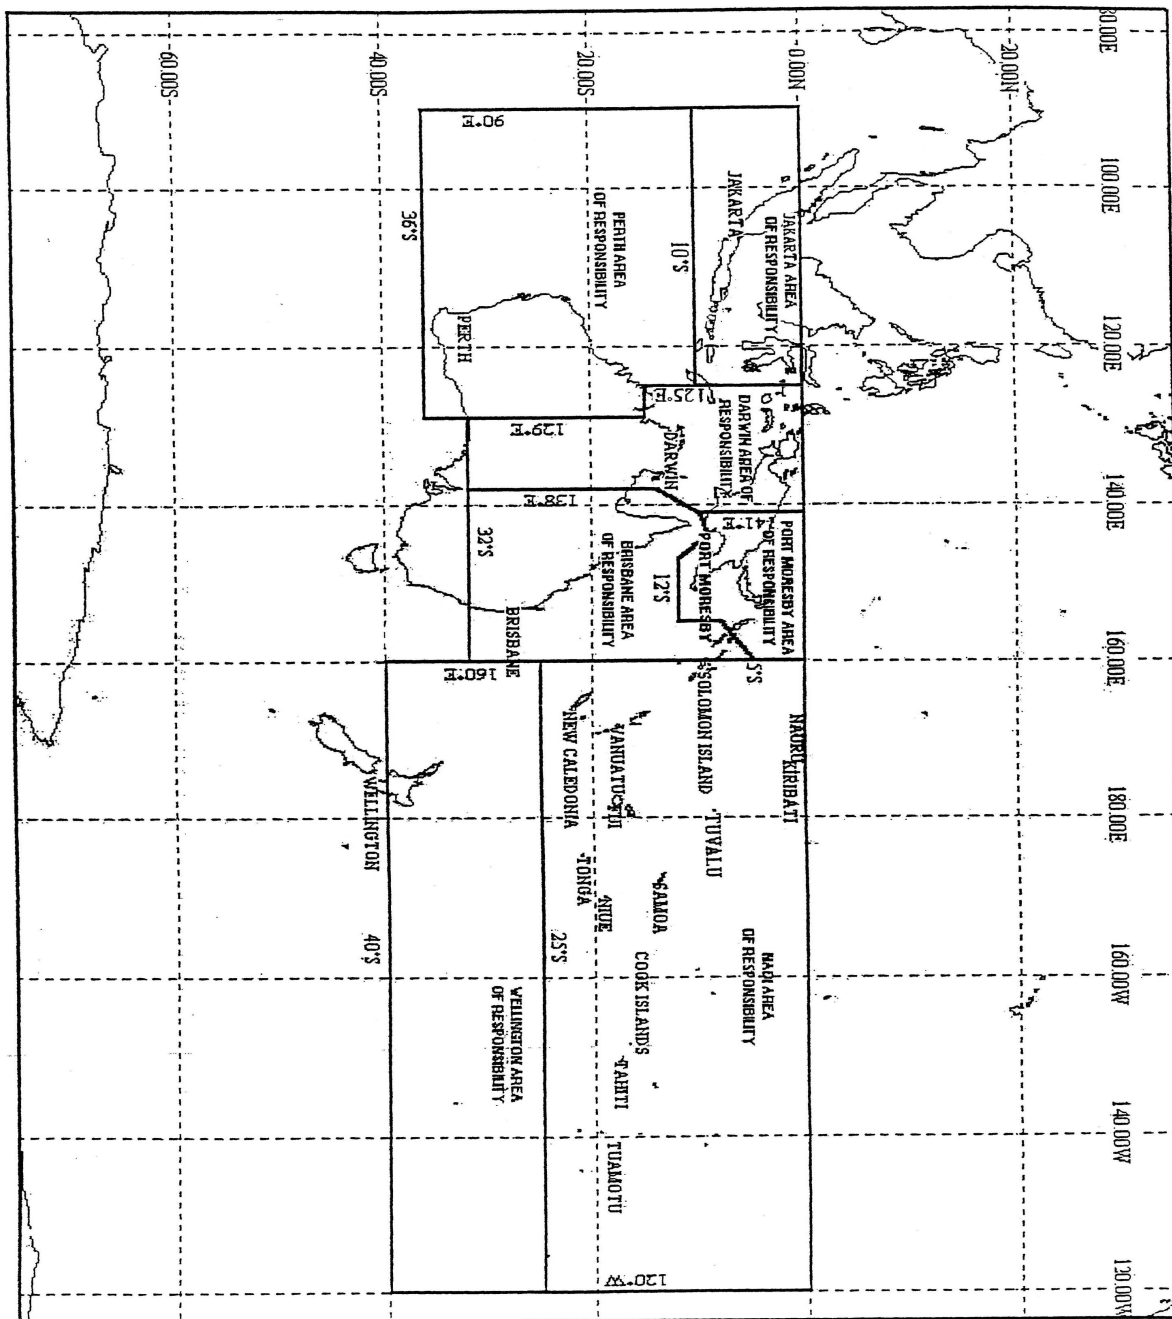 80.00E
100.00E
120.00E
140.00E
160.00E
180.00E
160.00W
140.00W
120.00W
20.00N
0.00N
20.00S
40.00S
60.00S
JAKARTA AREA
OF RESPONSIBILITY
JAKARTA
10°S
90°E
PERTH AREA
OF RESPONSIBILITY
36°S
PERTH
125°E
DARWIN AREA OF
RESPONSIBILITY
DARWIN
129°E
138°E
141°E
PORT MORESBY AREA
OF RESPONSIBILITY
PORT MORESBY
12°S
5°S
BRISBANE AREA
OF RESPONSIBILITY
32°S
BRISBANE
160°E
NAURU
KIRIBATI
SOLOMON ISLAND
TUVALU
VANUATU
FIJI
NEW CALEDONIA
TONGA
NIUE
SAMOA
COOK ISLANDS
TAHITI
TUAMOTU
NADI AREA
OF RESPONSIBILITY
25°S
WELLINGTON AREA
OF RESPONSIBILITY
WELLINGTON
40°S
120°W